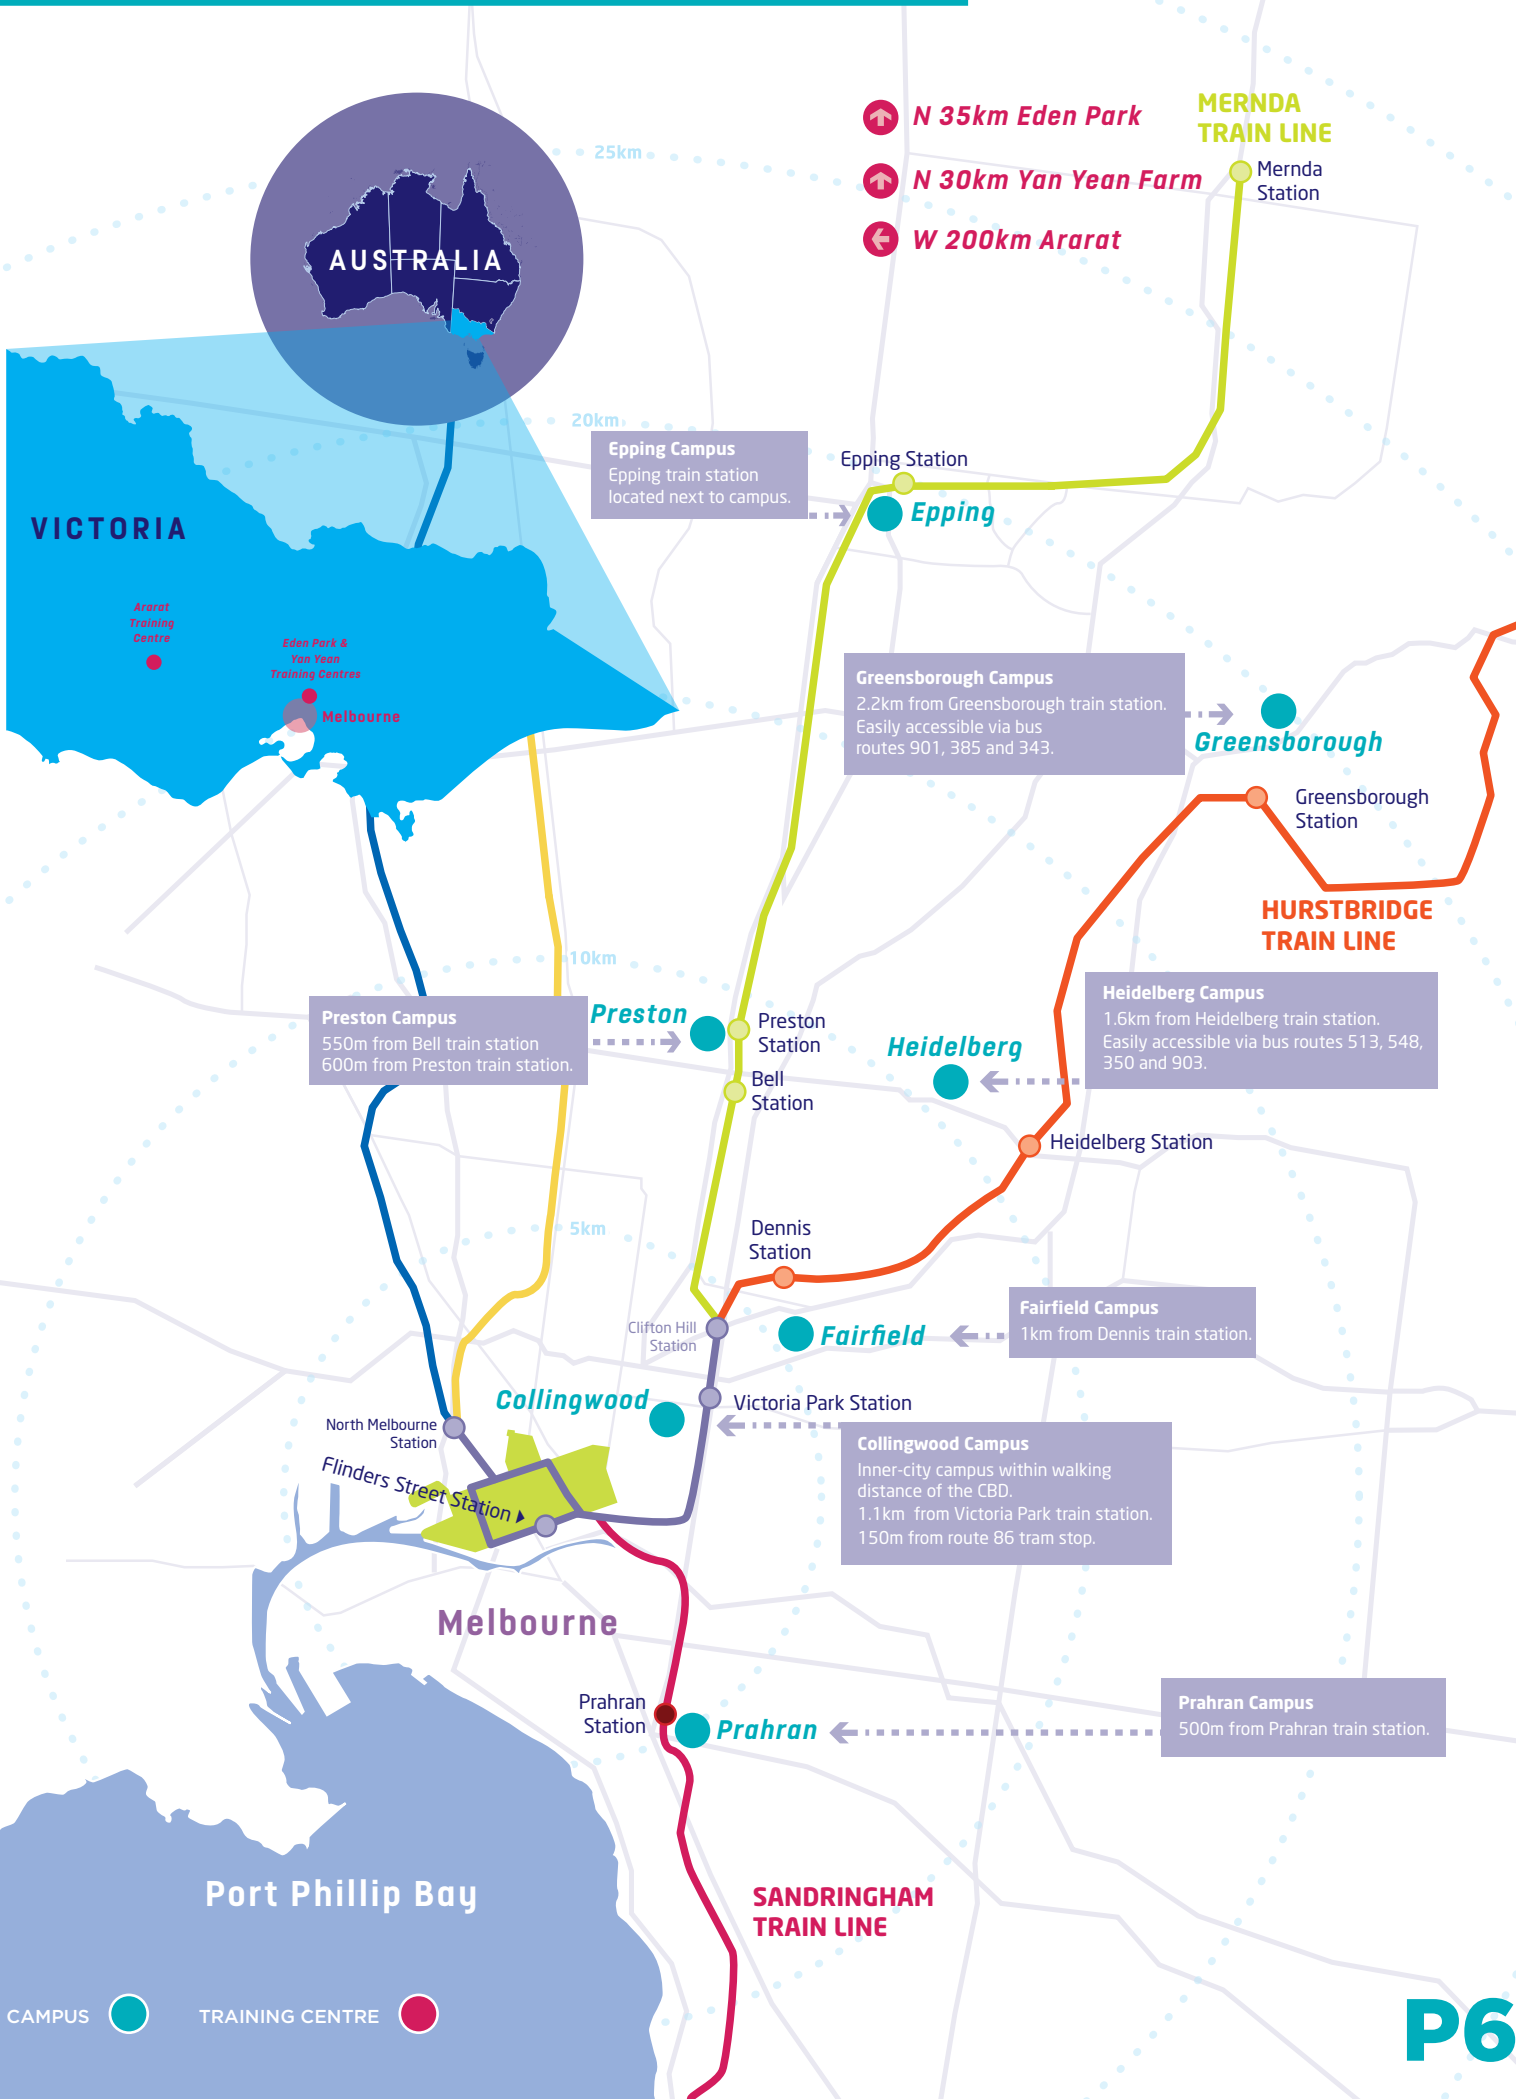 MERNDA
TRAIN LINE
N 35km Eden Park
N 30km Yan Yean Farm
W 200km Ararat
Mernda
Station
25km
AUSTRALIA
20km
Epping Campus
Epping train station
located next to campus.
Epping Station
Epping
VICTORIA
Ararat
Training
Centre
Eden Park &
Yan Yean
Training Centres
Melbourne
Greensborough Campus
2.2km from Greensborough train station.
Easily accessible via bus
routes 901, 385 and 343.
Greensborough
Greensborough
Station
HURSTBRIDGE
TRAIN LINE
10km
Preston Campus
550m from Bell train station
600m from Preston train station.
Preston
Preston
Station
Bell
Station
Heidelberg
Heidelberg Campus
1.6km from Heidelberg train station.
Easily accessible via bus routes 513, 548,
350 and 903.
Heidelberg Station
5km
Dennis
Station
Clifton Hill
Station
Fairfield
Fairfield Campus
1km from Dennis train station.
Collingwood
Victoria Park Station
North Melbourne
Station
Flinders Street Station
Collingwood Campus
Inner-city campus within walking
distance of the CBD.
1.1km from Victoria Park train station.
150m from route 86 tram stop.
Melbourne
Prahran
Station
Prahran
Prahran Campus
500m from Prahran train station.
Port Phillip Bay
SANDRINGHAM
TRAIN LINE
CAMPUS
TRAINING CENTRE
P6